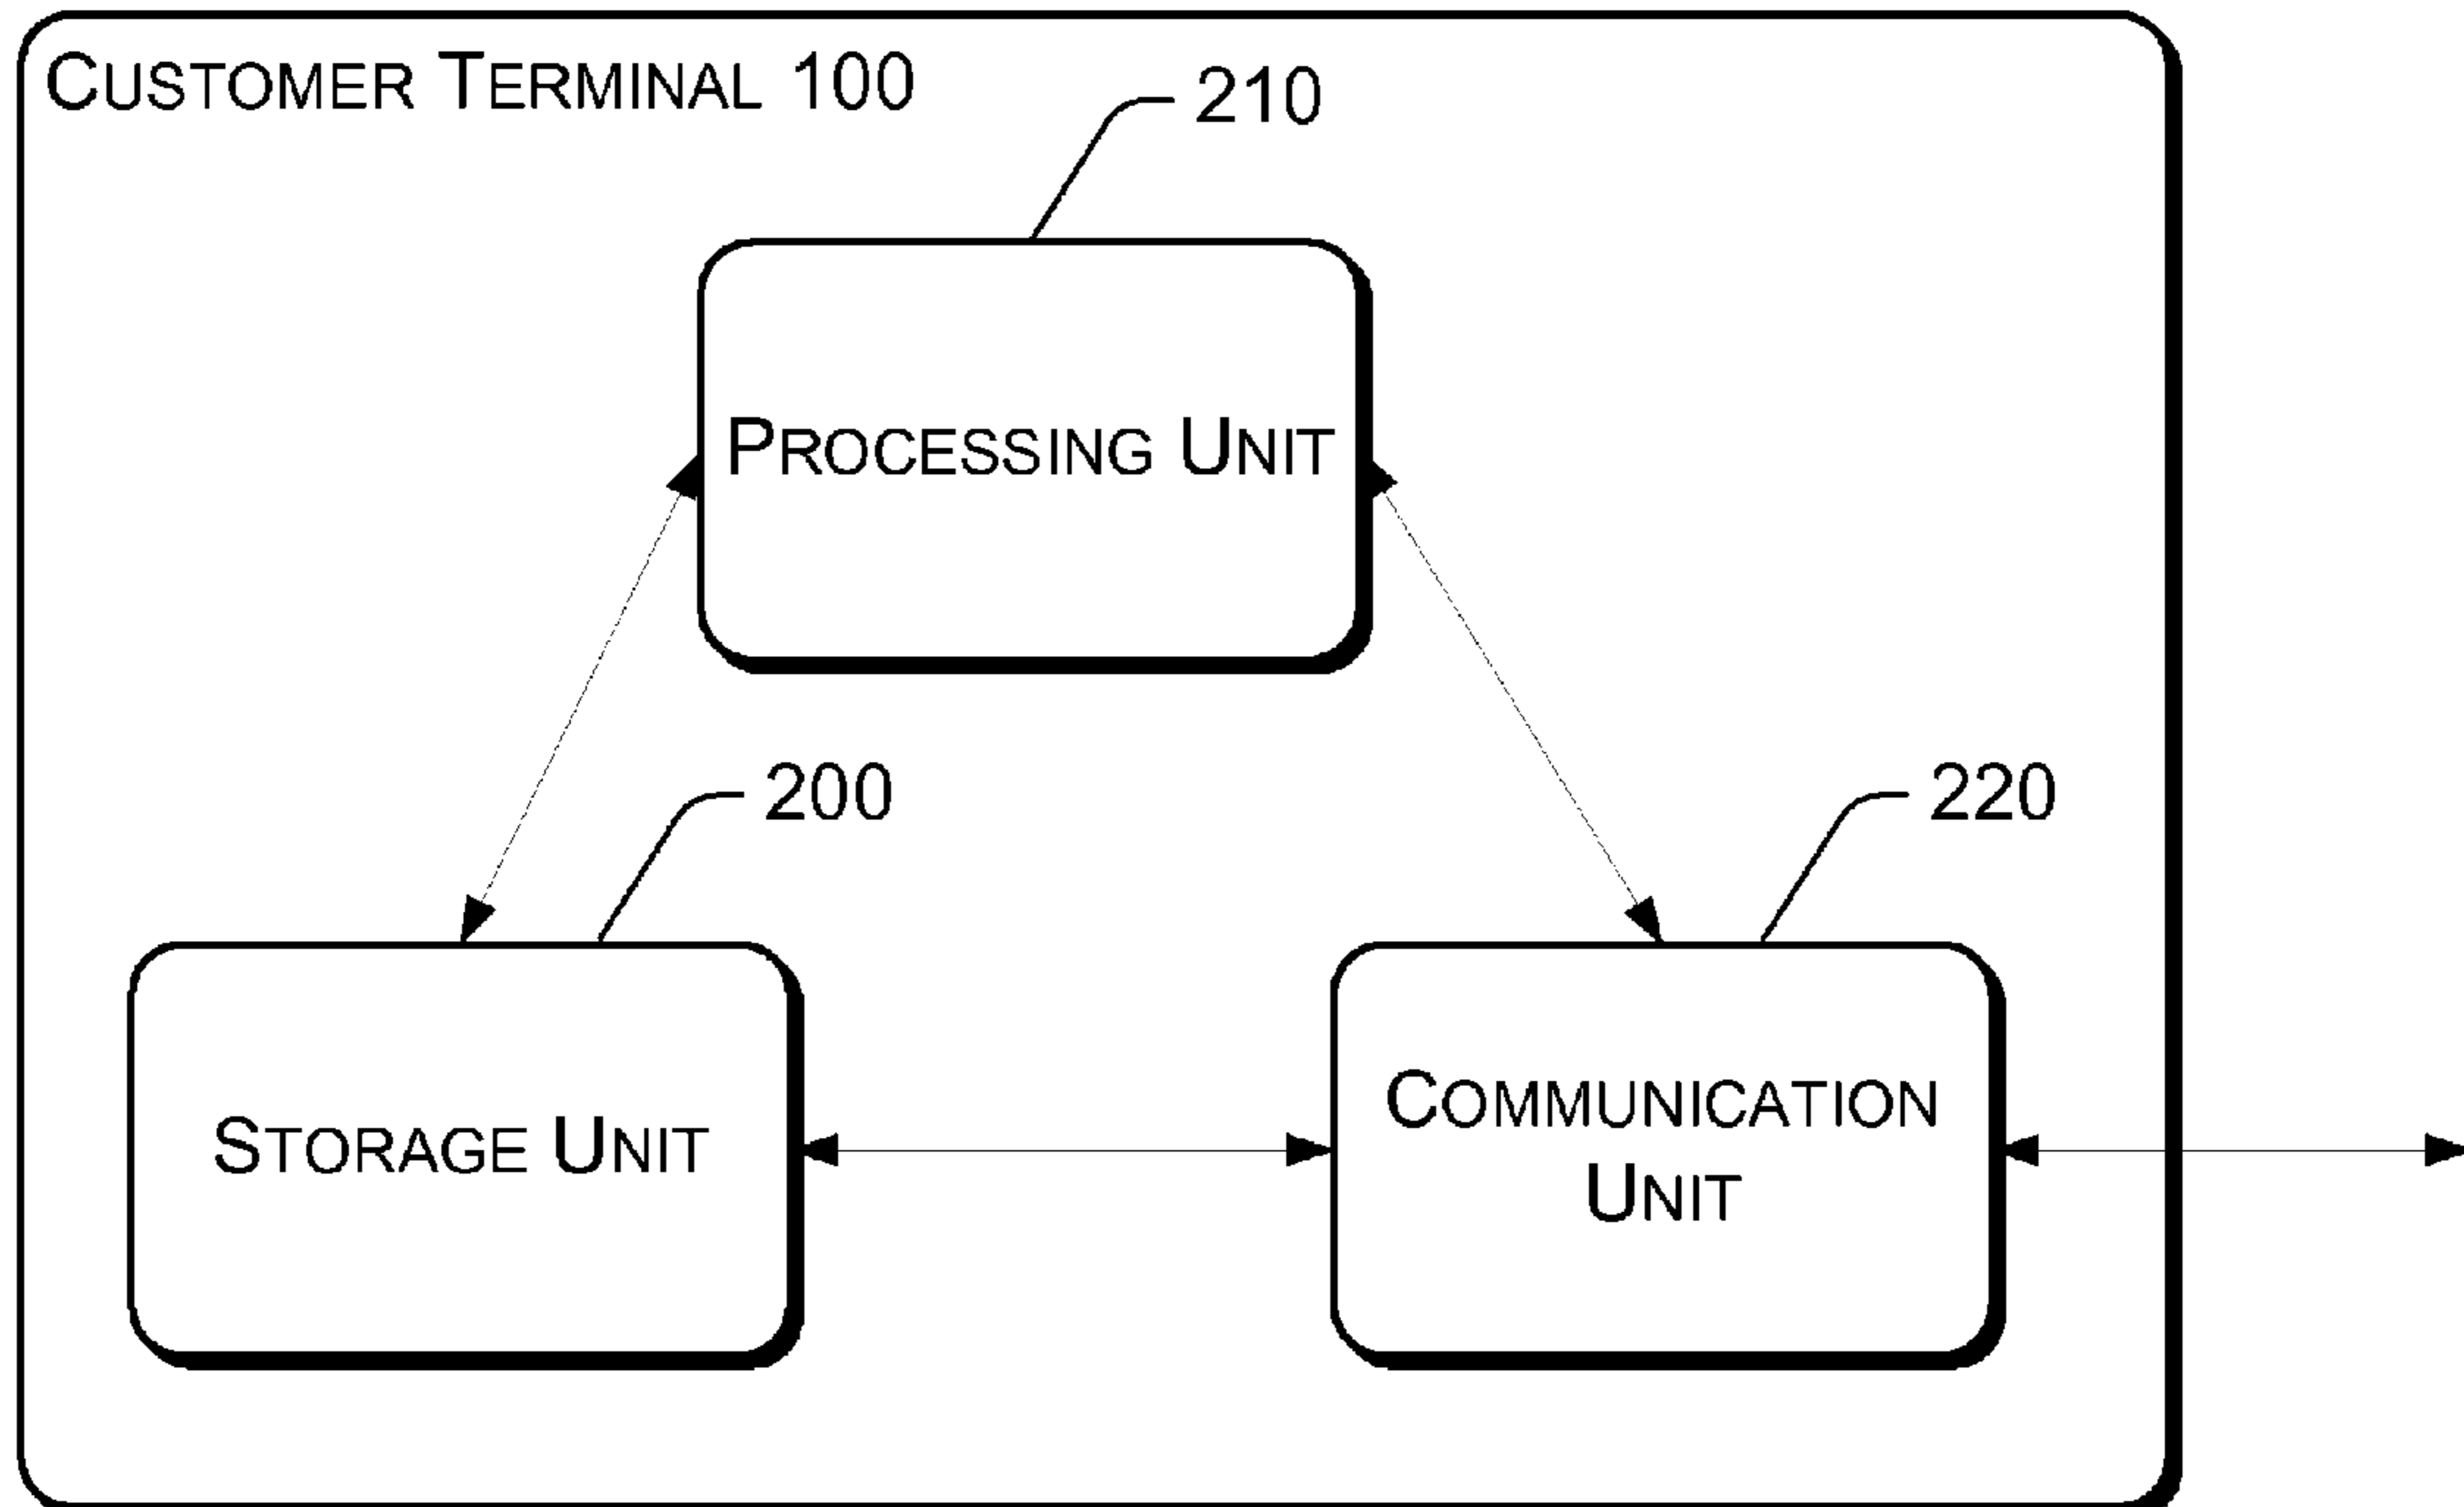 CUSTOMER TERMINAL 100
210
PROCESSING UNIT
200
220
STORAGE UNIT
COMMUNICATION
UNIT